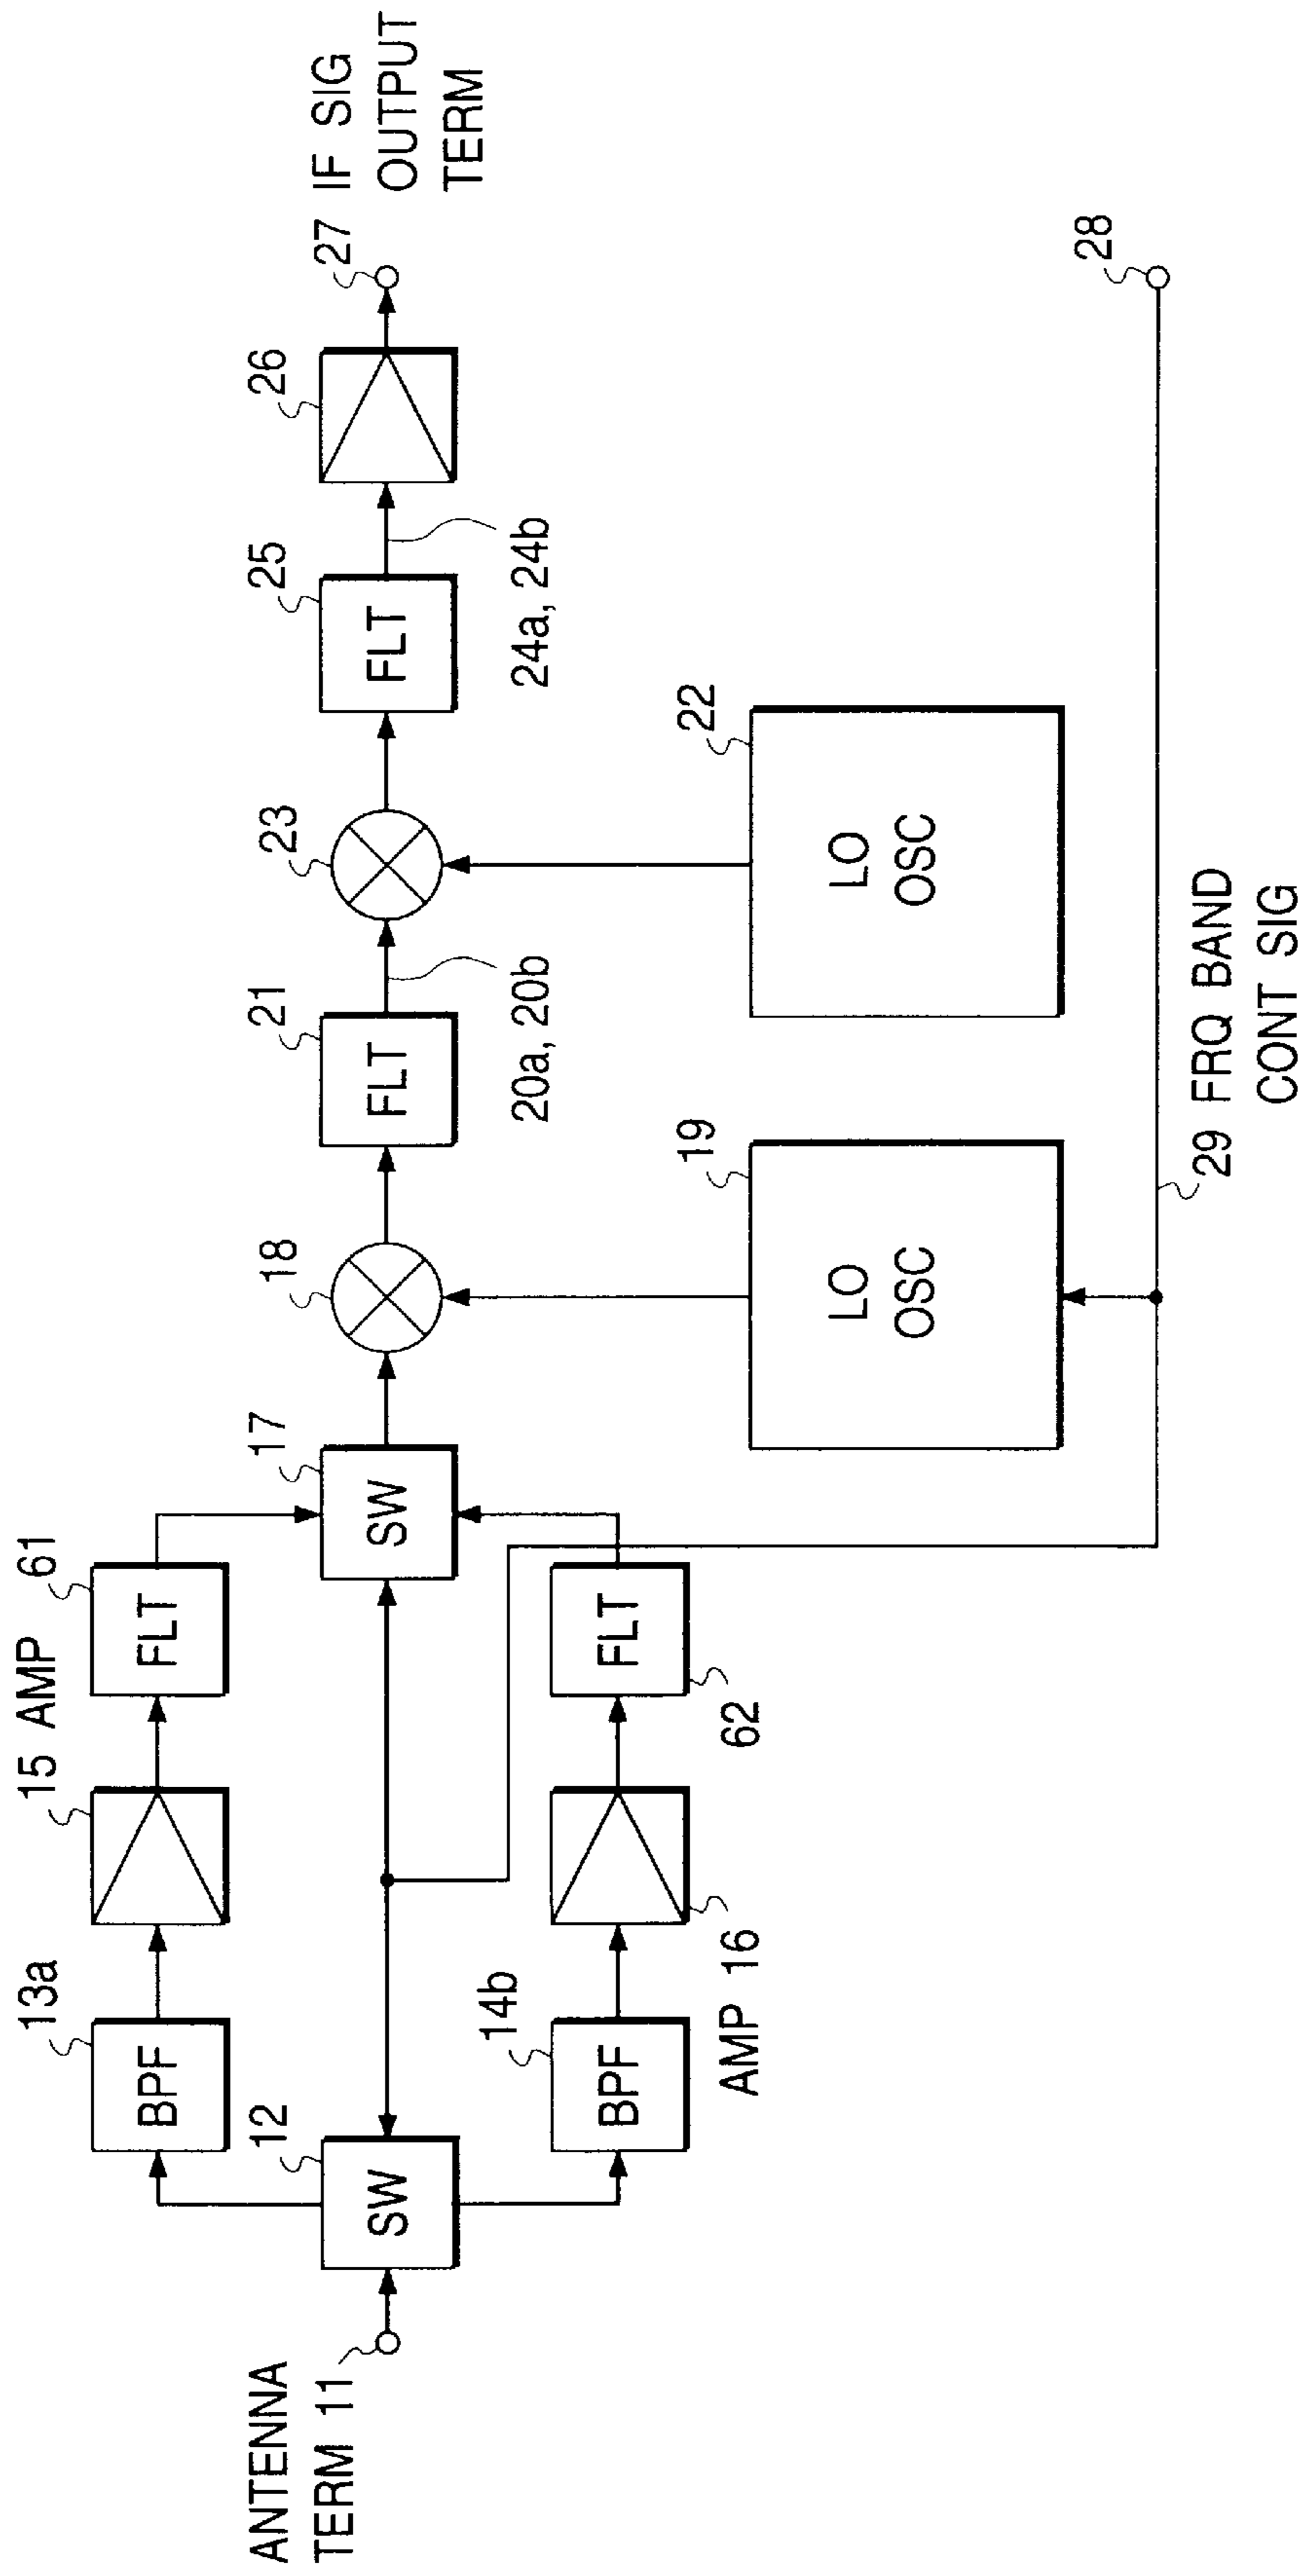 ANTENNA
TERM 11
12
SW
13a
BPF
15 AMP
61
FLT
14b
BPF
AMP 16
62
FLT
17
SW
18
19
LO
OSC
21
FLT
20a, 20b
23
22
LO
OSC
25
FLT
24a, 24b
26
27 IF SIG
OUTPUT
TERM
28
29 FRQ BAND
CONT SIG